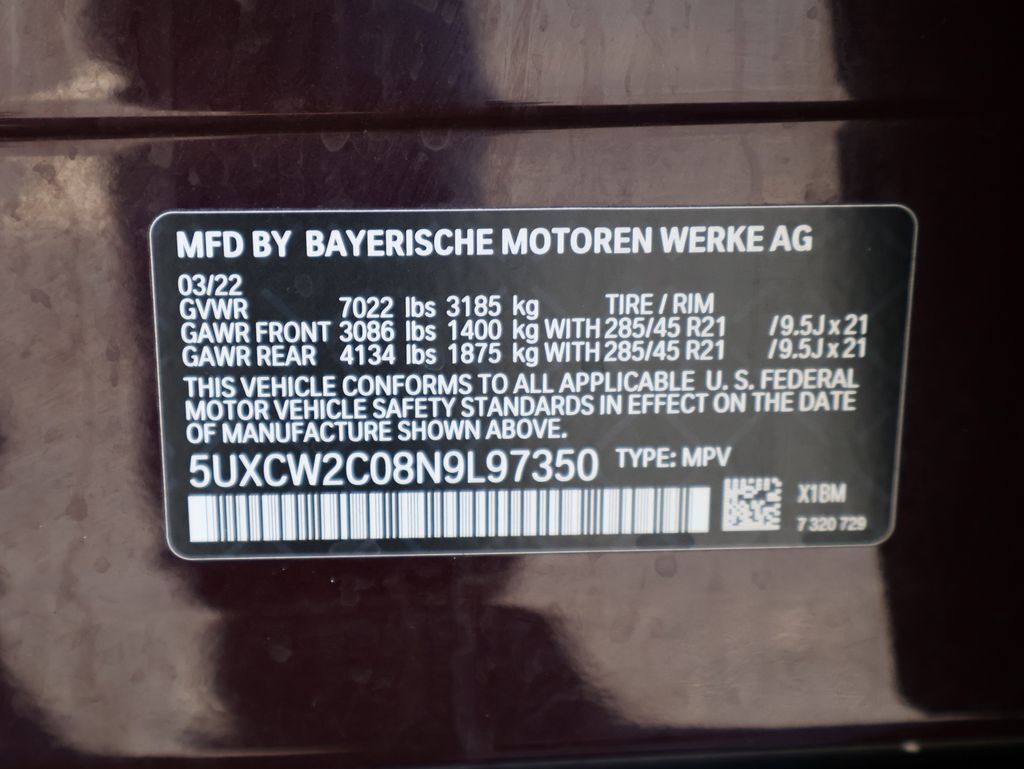 MFD BY BAYERISCHE MOTOREN WERKE AG
03/22
GVWR 7022 lbs 3185 kg TIRE / RIM
GAWR FRONT 3086 lbs 1400 kg WITH 285/45 R21 /9.5J x 21
GAWR REAR 4134 lbs 1875 kg WITH 285/45 R21 /9.5J x 21
THIS VEHICLE CONFORMS TO ALL APPLICABLE U. S. FEDERAL
MOTOR VEHICLE SAFETY STANDARDS IN EFFECT ON THE DATE
OF MANUFACTURE SHOWN ABOVE.
5UXCW2C08N9L97350 TYPE: MPV
X1BM
7 320 729